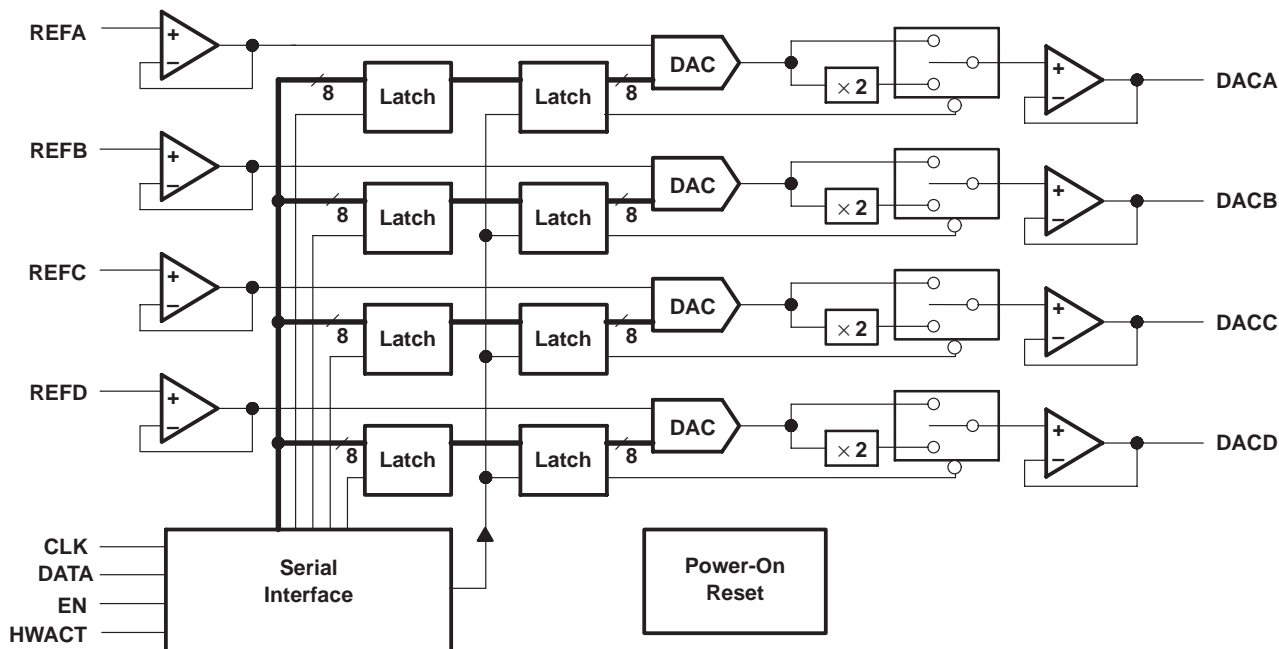 REFA
+
−
8
Latch
Latch
8
DAC
× 2
+
−
DACA
REFB
+
−
8
Latch
Latch
8
DAC
× 2
+
−
DACB
REFC
+
−
8
Latch
Latch
8
DAC
× 2
+
−
DACC
REFD
+
−
8
Latch
Latch
8
DAC
× 2
+
−
DACD
CLK
DATA
EN
HWACT
Serial
Interface
Power-On
Reset